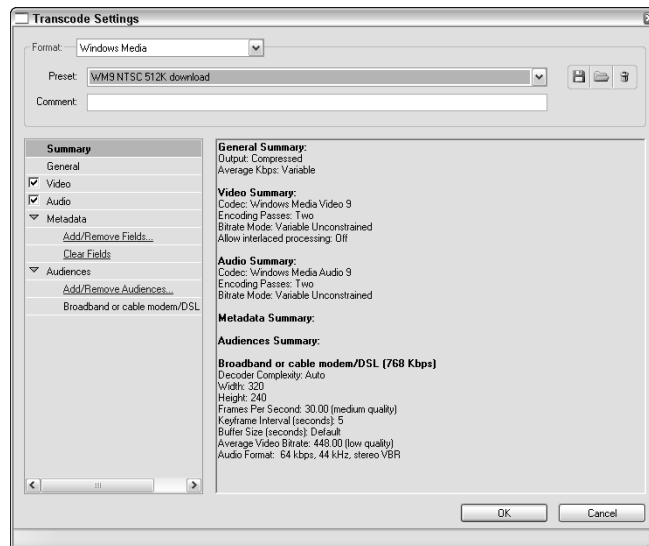 Transcode Settings
Format: Windows Media
Preset: WM9 NTSC 512K download
Comment:
Summary
General
Video
Audio
Metadata
Add/Remove Fields...
Clear Fields
Audiences
Add/Remove Audiences...
Broadband or cable modem/DSL
General Summary:
Output: Compressed
Average Kbps: Variable
Video Summary:
Codec: Windows Media Video 9
Encoding Passes: Two
Bitrate Mode: Variable Unconstrained
Allow interlaced processing: Off
Audio Summary:
Codec: Windows Media Audio 9
Encoding Passes: Two
Bitrate Mode: Variable Unconstrained
Metadata Summary:
Audiences Summary:
Broadband or cable modem/DSL (768 Kbps)
Decoder Complexity: Auto
Width: 320
Height: 240
Frames Per Second: 30.00 (medium quality)
Keyframe Interval (seconds): 5
Buffer Size (seconds): Default
Average Video Bitrate: 448.00 (low quality)
Audio Format: 64 kbps, 44 kHz, stereo VBR
OK Cancel